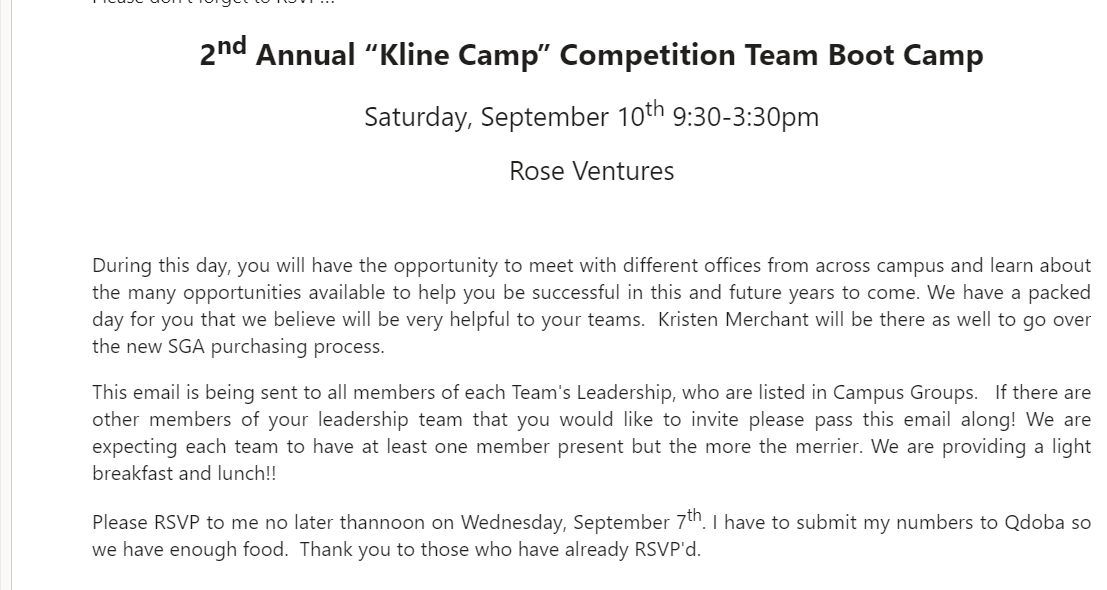 Please don't forget to RSVP...
2nd Annual “Kline Camp” Competition Team Boot Camp
Saturday, September 10th 9:30-3:30pm
Rose Ventures
During this day, you will have the opportunity to meet with different offices from across campus and learn about
the many opportunities available to help you be successful in this and future years to come. We have a packed
day for you that we believe will be very helpful to your teams.  Kristen Merchant will be there as well to go over
the new SGA purchasing process.
This email is being sent to all members of each Team's Leadership, who are listed in Campus Groups.   If there are
other members of your leadership team that you would like to invite please pass this email along! We are
expecting each team to have at least one member present but the more the merrier. We are providing a light
breakfast and lunch!!
Please RSVP to me no later thannoon on Wednesday, September 7th. I have to submit my numbers to Qdoba so
we have enough food.  Thank you to those who have already RSVP'd.